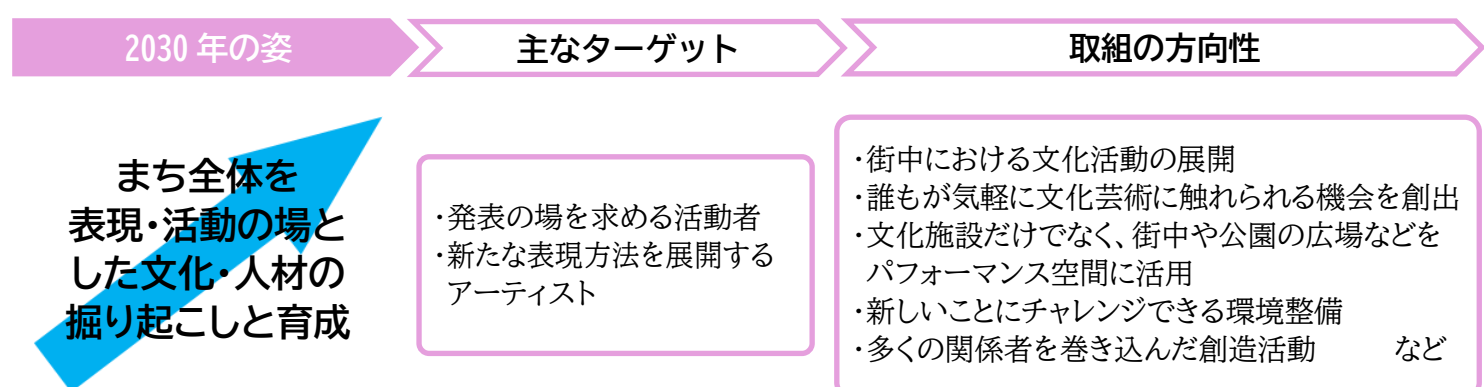 2030 年の姿
主なターゲット
取組の方向性
まち全体を
表現・活動の場と
した文化・人材の
掘り起こしと育成
・発表の場を求める活動者
・新たな表現方法を展開する
アーティスト
・街中における文化活動の展開
・誰もが気軽に文化芸術に触れられる機会を創出
・文化施設だけでなく、街中や公園の広場などを
パフォーマンス空間に活用
・新しいことにチャレンジできる環境整備
・多くの関係者を巻き込んだ創造活動　　など